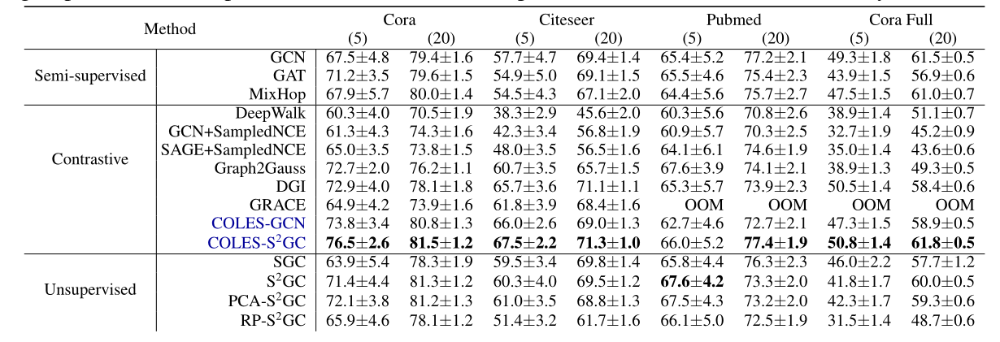 Method Cora Citeseer Pubmed Cora Full
(5) (20) (5) (20) (5) (20) (5) (20)
Semi-supervised GCN 67.5±4.8 79.4±1.6 57.7±4.7 69.4±1.4 65.4±5.2 77.2±2.1 49.3±1.8 61.5±0.5
GAT 71.2±3.5 79.6±1.5 54.9±5.0 69.1±1.5 65.5±4.6 75.4±2.3 43.9±1.5 56.9±0.6
MixHop 67.9±5.7 80.0±1.4 54.5±4.3 67.1±2.0 64.4±5.6 75.7±2.7 47.5±1.5 61.0±0.7
Contrastive DeepWalk 60.3±4.0 70.5±1.9 38.3±2.9 45.6±2.0 60.3±5.6 70.8±2.6 38.9±1.4 51.1±0.7
GCN+SampledNCE 61.3±4.3 74.3±1.6 42.3±3.4 56.8±1.9 60.9±5.7 70.3±2.5 32.7±1.9 45.2±0.9
SAGE+SampledNCE 65.0±3.5 73.8±1.5 48.0±3.5 56.5±1.6 64.1±6.1 74.6±1.9 35.0±1.4 43.6±0.6
Graph2Gauss 72.7±2.0 76.2±1.1 60.7±3.5 65.7±1.5 67.6±3.9 74.1±2.1 38.9±1.3 49.3±0.5
DGI 72.9±4.0 78.1±1.8 65.7±3.6 71.1±1.1 65.3±5.7 73.9±2.3 50.5±1.4 58.4±0.6
GRACE 64.9±4.2 73.9±1.6 61.8±3.9 68.4±1.6 OOM OOM OOM OOM
COLES-GCN 73.8±3.4 80.8±1.3 66.0±2.6 69.0±1.3 62.7±4.6 72.7±2.1 47.3±1.5 58.9±0.5
COLES-S²GC 76.5±2.6 81.5±1.2 67.5±2.2 71.3±1.0 66.0±5.2 77.4±1.9 50.8±1.4 61.8±0.5
Unsupervised SGC 63.9±5.4 78.3±1.9 59.5±3.4 69.8±1.4 65.8±4.4 76.3±2.3 46.0±2.2 57.7±1.2
S²GC 71.4±4.4 81.3±1.2 60.3±4.0 69.5±1.2 67.6±4.2 73.3±2.0 41.8±1.7 60.0±0.5
PCA-S²GC 72.1±3.8 81.2±1.3 61.0±3.5 68.8±1.3 67.5±4.3 73.2±2.0 42.3±1.7 59.3±0.6
RP-S²GC 65.9±4.6 78.1±1.2 51.4±3.2 61.7±1.6 66.1±5.0 72.5±1.9 31.5±1.4 48.7±0.6